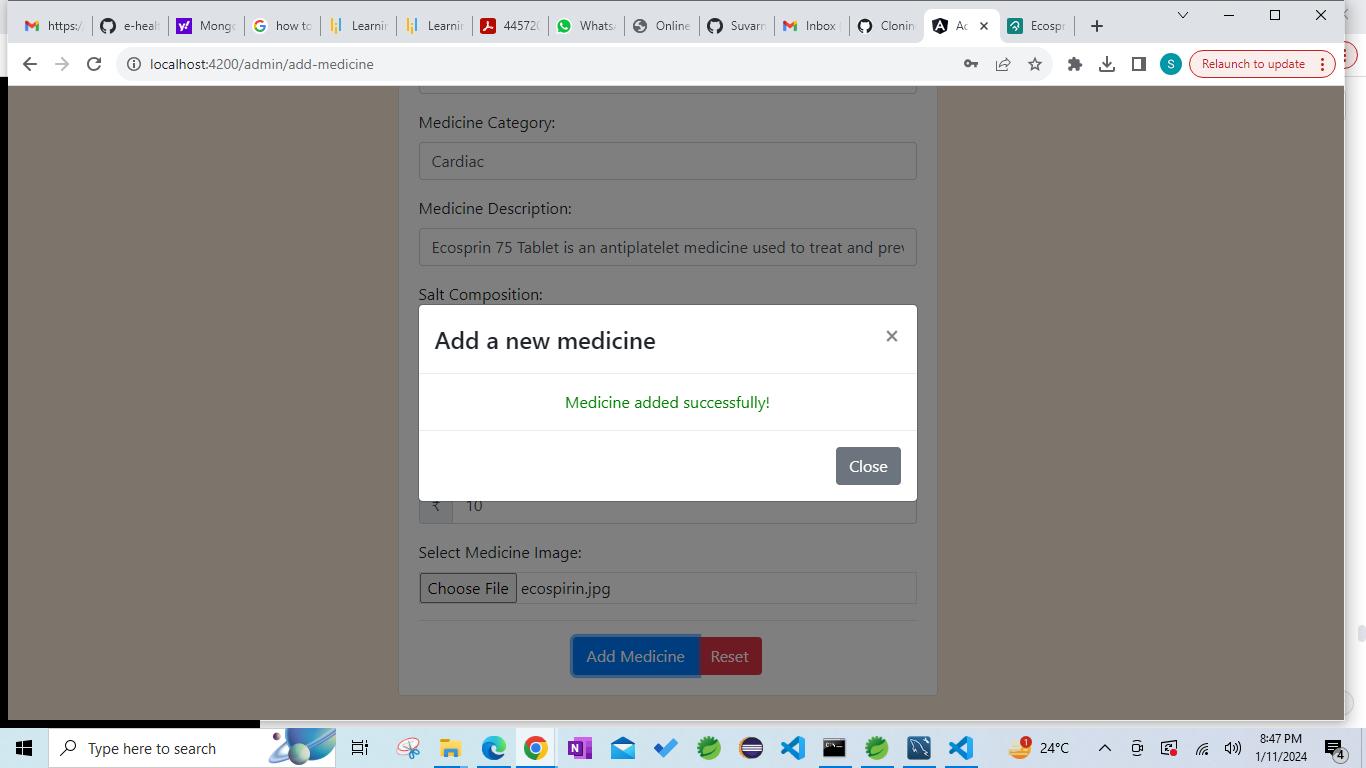 https:/
e-healt
Mongo
how to
Learnin
Learnin
445720
Whats
Online
Suvarn
Inbox
Clonin
Ac
Ecospr
localhost:4200/admin/add-medicine
S
Relaunch to update
Medicine Category:
Cardiac
Medicine Description:
Ecosprin 75 Tablet is an antiplatelet medicine used to treat and prev
Salt Composition:
Add a new medicine
×
Medicine added successfully!
Close
₹ 10
Select Medicine Image:
Choose File ecospirin.jpg
Add Medicine Reset
Type here to search
1
24°C
8:47 PM
1/11/2024
4